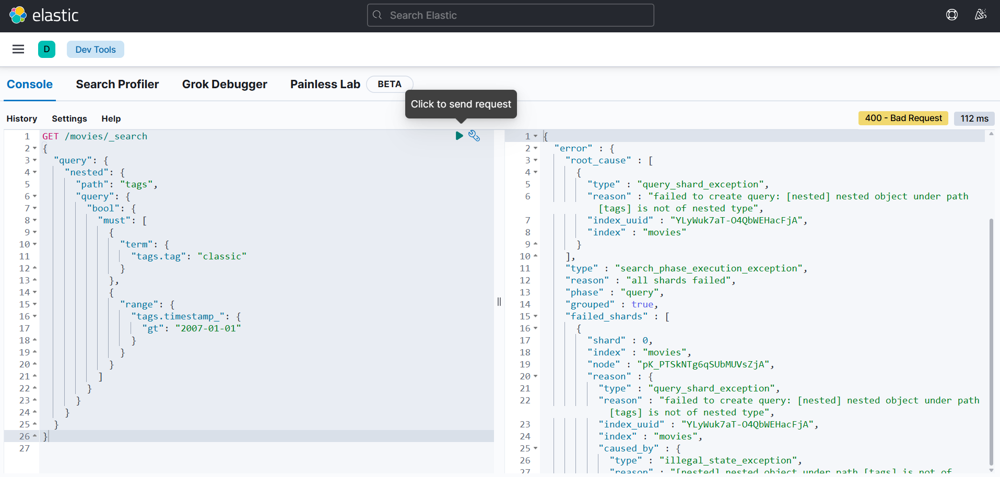 elastic
Search Elastic
D
Dev Tools
Console
Search Profiler
Grok Debugger
Painless Lab
BETA
Click to send request
History
Settings
Help
400 - Bad Request
112 ms
1 GET /movies/_search
2 {
3 "query": {
4 "nested": {
5 "path": "tags",
6 "query": {
7 "bool": {
8 "must": [
9 {
10 "term": {
11 "tags.tag": "classic"
12 }
13 },
14 {
15 "range": {
16 "tags.timestamp_": {
17 "gt": "2007-01-01"
18 }
19 }
20 }
21 ]
22 }
23 }
24 }
25 }
26 }
27
1 {
2 "error" : {
3 "root_cause" : [
4 {
5 "type" : "query_shard_exception",
6 "reason" : "failed to create query: [nested] nested object under path
[tags] is not of nested type",
7 "index_uuid" : "YLyWuk7aT-O4QbWEHacFjA",
8 "index" : "movies"
9 }
10 ],
11 "type" : "search_phase_execution_exception",
12 "reason" : "all shards failed",
13 "phase" : "query",
14 "grouped" : true,
15 "failed_shards" : [
16 {
17 "shard" : 0,
18 "index" : "movies",
19 "node" : "pK_PTSkNTg6qSUbMUVsZjA",
20 "reason" : {
21 "type" : "query_shard_exception",
22 "reason" : "failed to create query: [nested] nested object under path
[tags] is not of nested type",
23 "index_uuid" : "YLyWuk7aT-O4QbWEHacFjA",
24 "index" : "movies",
25 "caused_by" : {
26 "type" : "illegal_state_exception",
27 "reason" : "[nested] nested object under path [tags] is not of